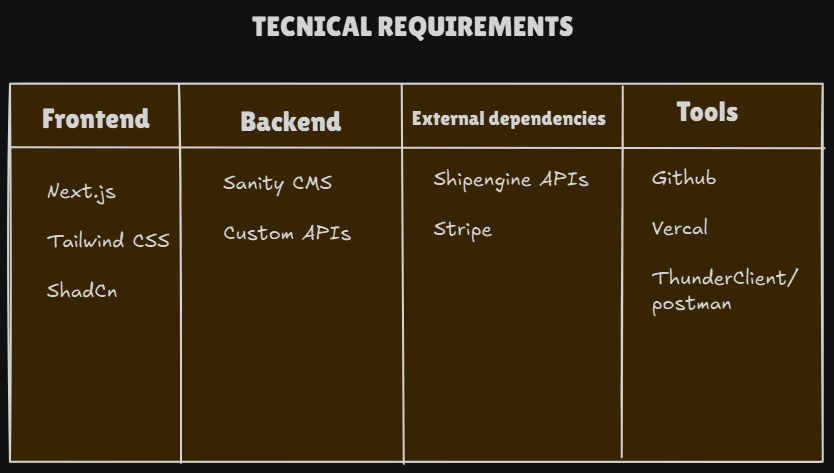 TECNICAL REQUIREMENTS
Frontend
Backend
External dependencies
Tools
Next.js
Tailwind CSS
ShadCn
Sanity CMS
Custom APIs
Shipengine APIs
Stripe
Github
Vercal
ThunderClient/
postman